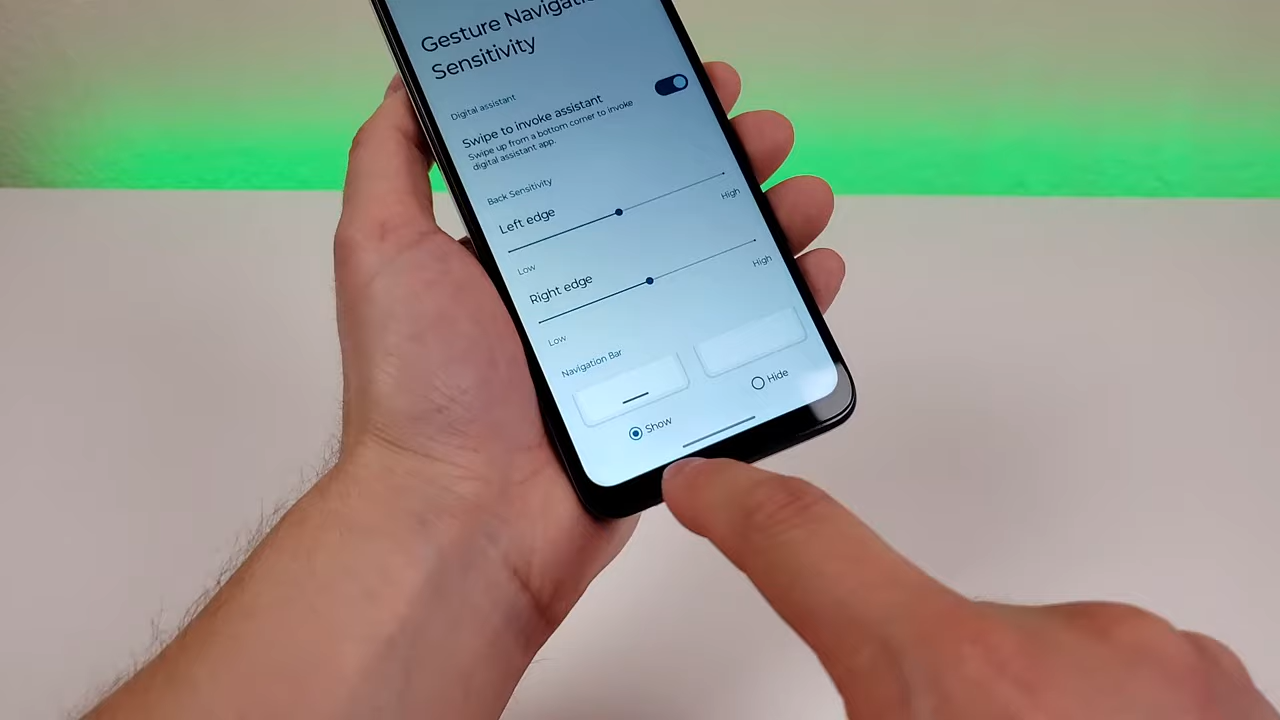 Gesture Navigatio
Sensitivity
Digital assistant
Swipe to invoke assistant
Swipe up from a bottom corner to invoke
digital assistant app.
Back Sensitivity
Left edge
Low
High
Right edge
Low
High
Navigation Bar
Show
Hide